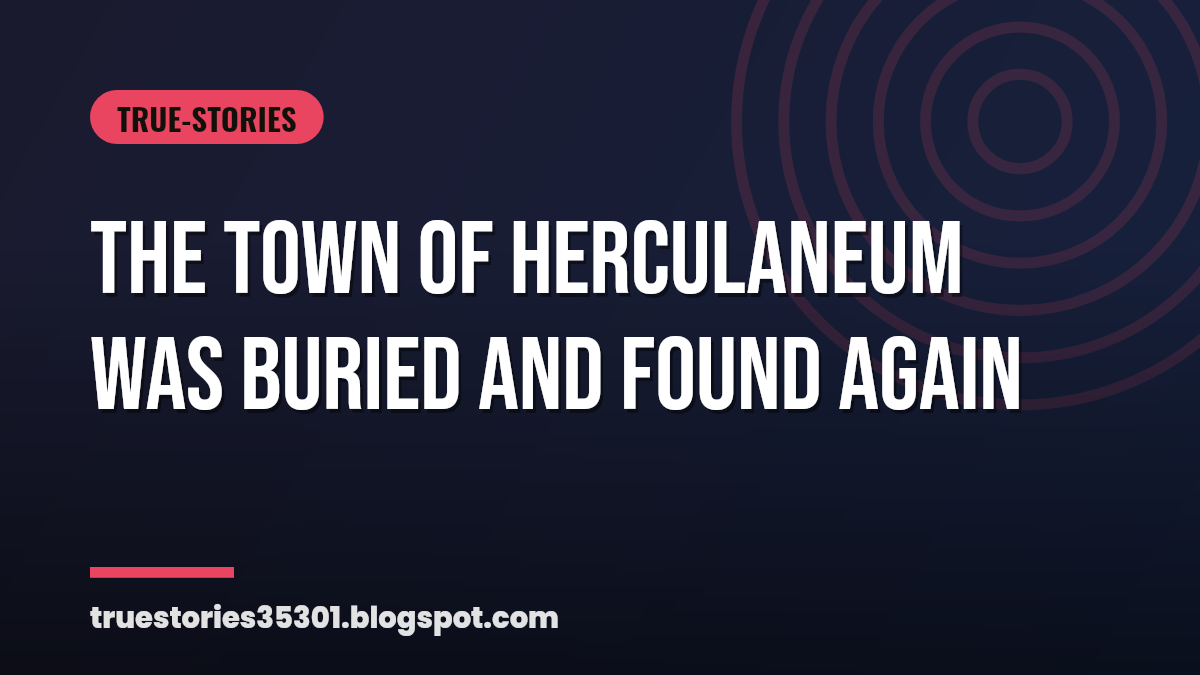 TRUE-STORIES
THE TOWN OF HERCULANEUM
WAS BURIED AND FOUND AGAIN
truestories35301.blogspot.com